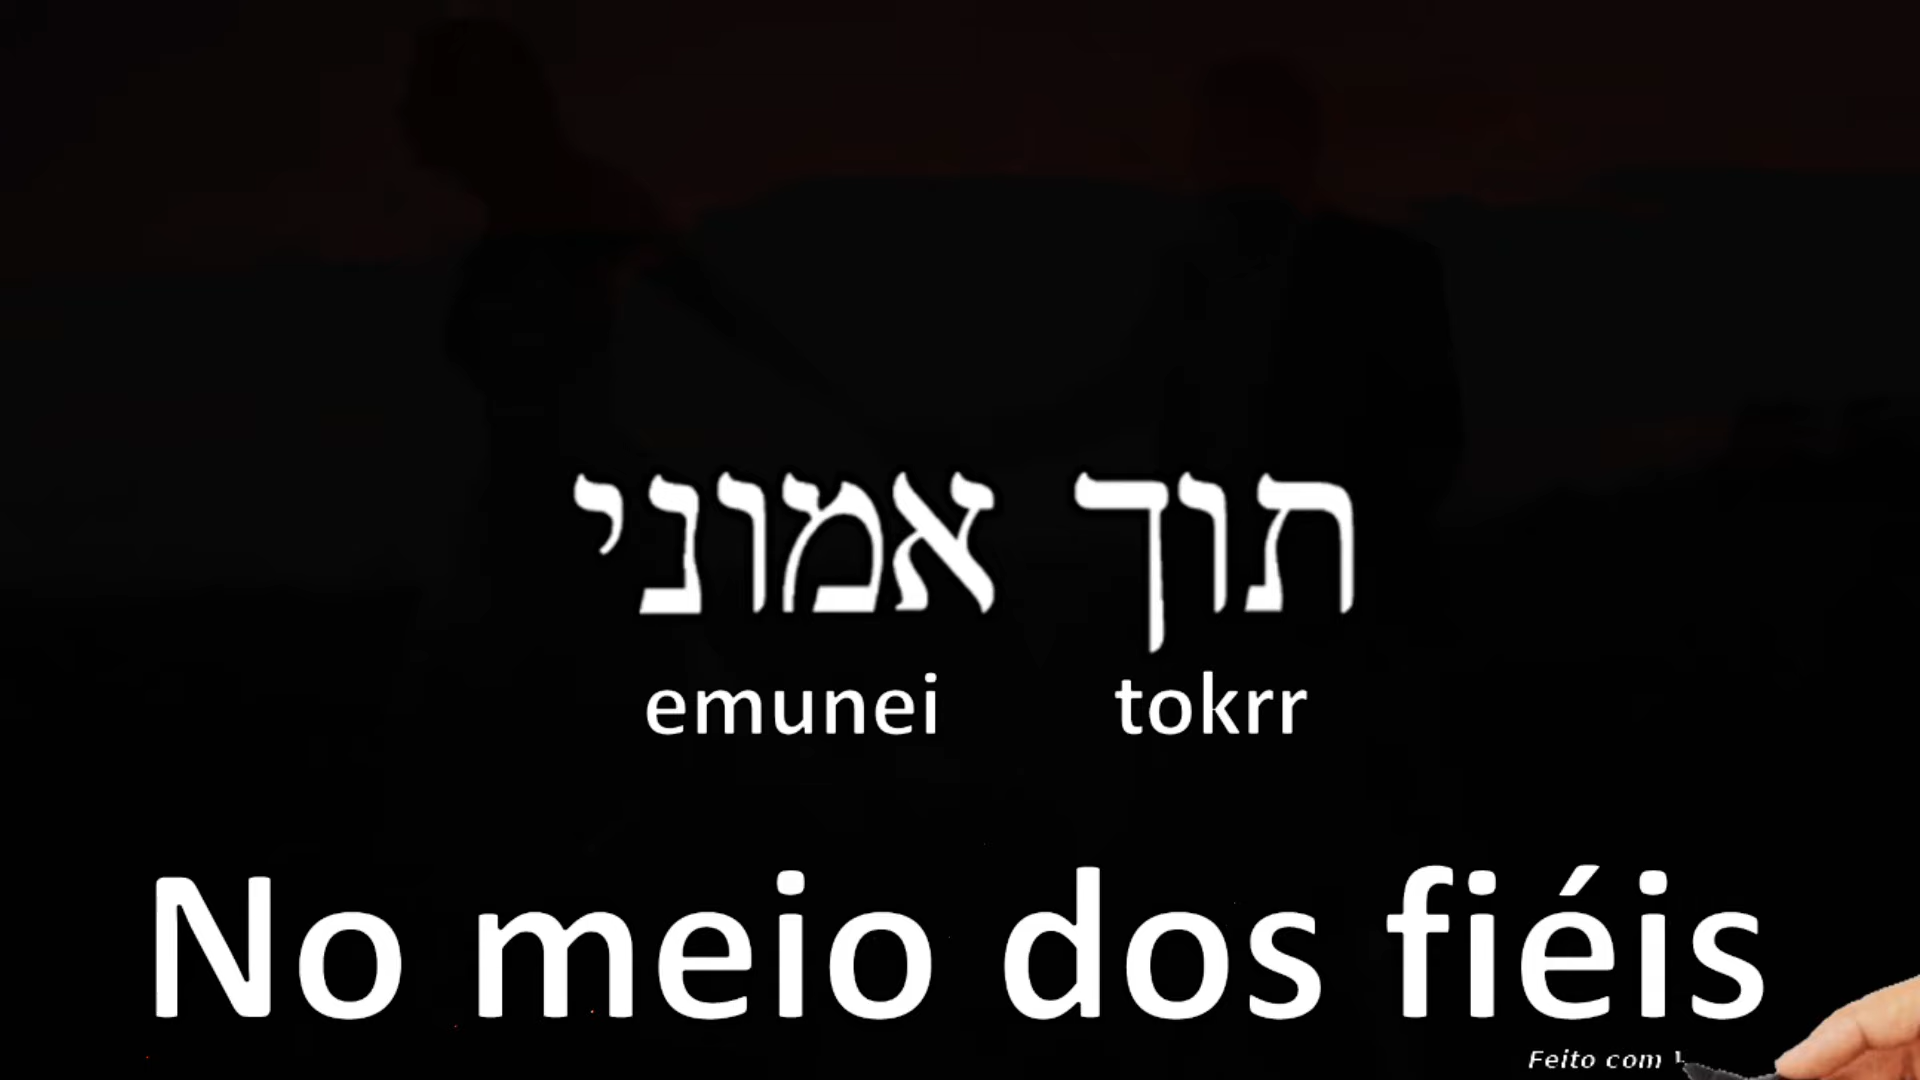 תוך אמוני
emunei tokrr
No meio dos fiéis
Feito com